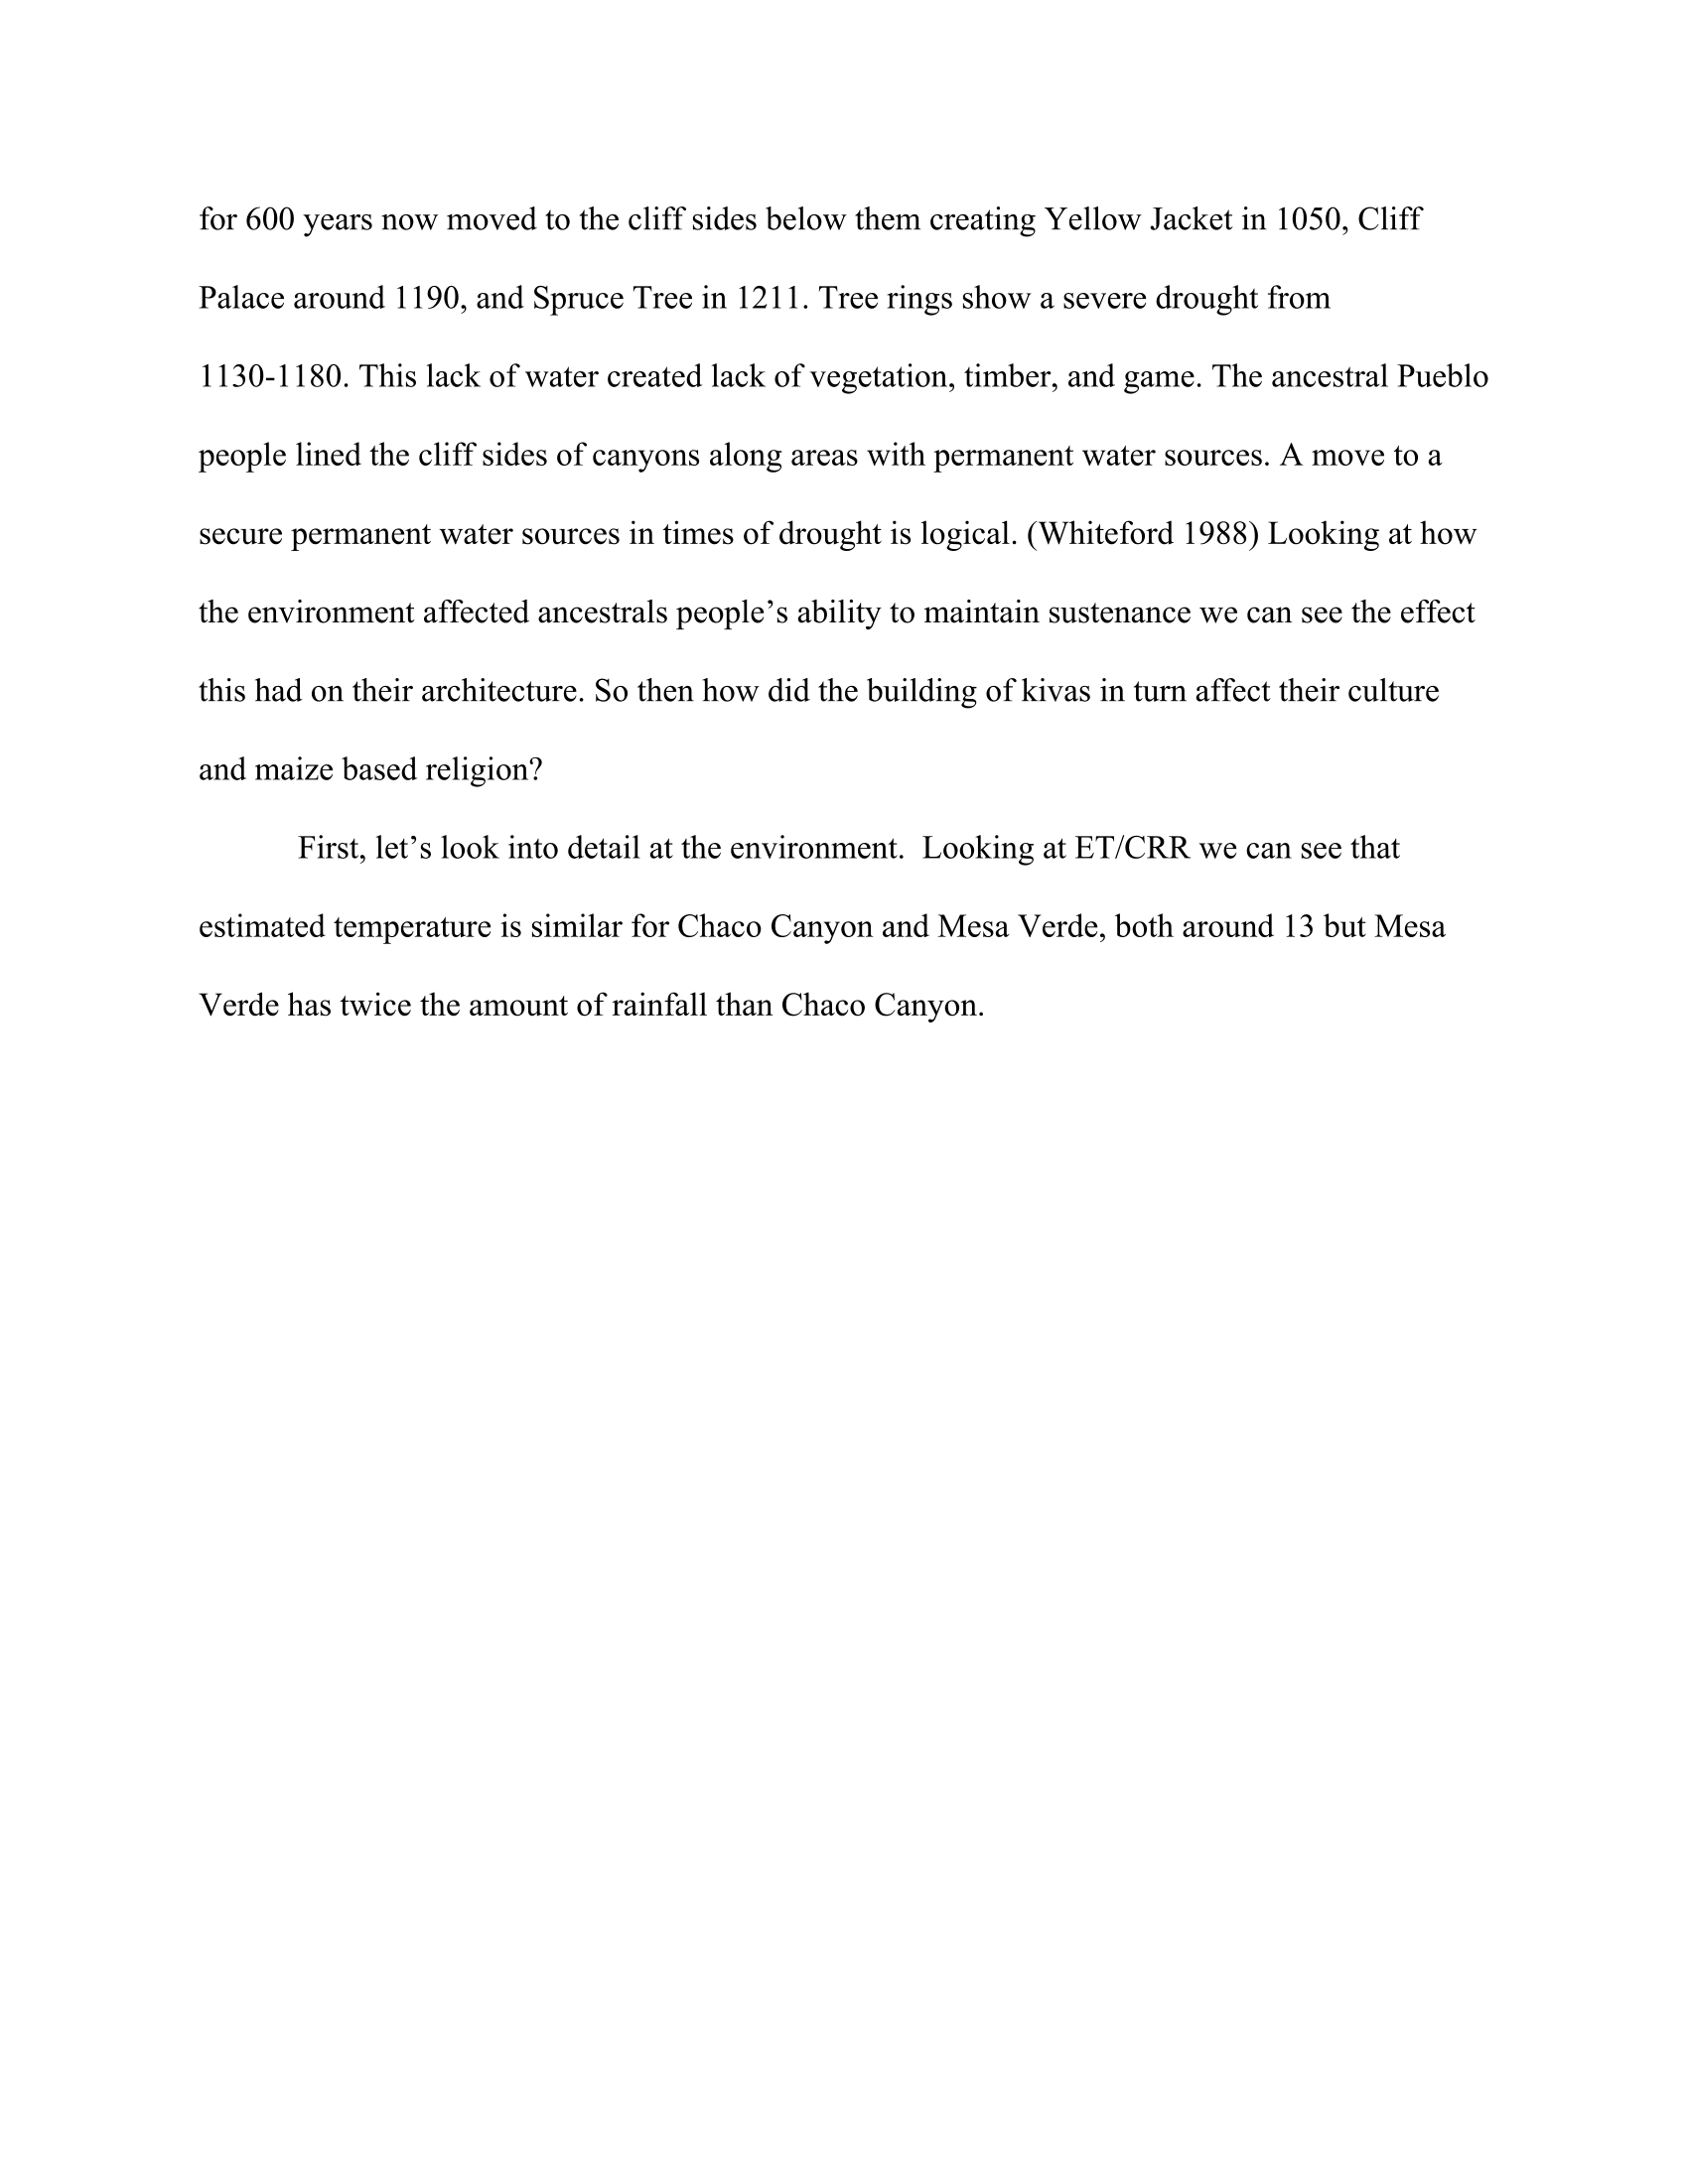 for 600 years now moved to the cliff sides below them creating Yellow Jacket in 1050, Cliff
Palace around 1190, and Spruce Tree in 1211. Tree rings show a severe drought from
1130-1180. This lack of water created lack of vegetation, timber, and game. The ancestral Pueblo
people lined the cliff sides of canyons along areas with permanent water sources. A move to a
secure permanent water sources in times of drought is logical. (Whiteford 1988) Looking at how
the environment affected ancestrals people’s ability to maintain sustenance we can see the effect
this had on their architecture. So then how did the building of kivas in turn affect their culture
and maize based religion?
First, let’s look into detail at the environment.  Looking at ET/CRR we can see that
estimated temperature is similar for Chaco Canyon and Mesa Verde, both around 13 but Mesa
Verde has twice the amount of rainfall than Chaco Canyon.